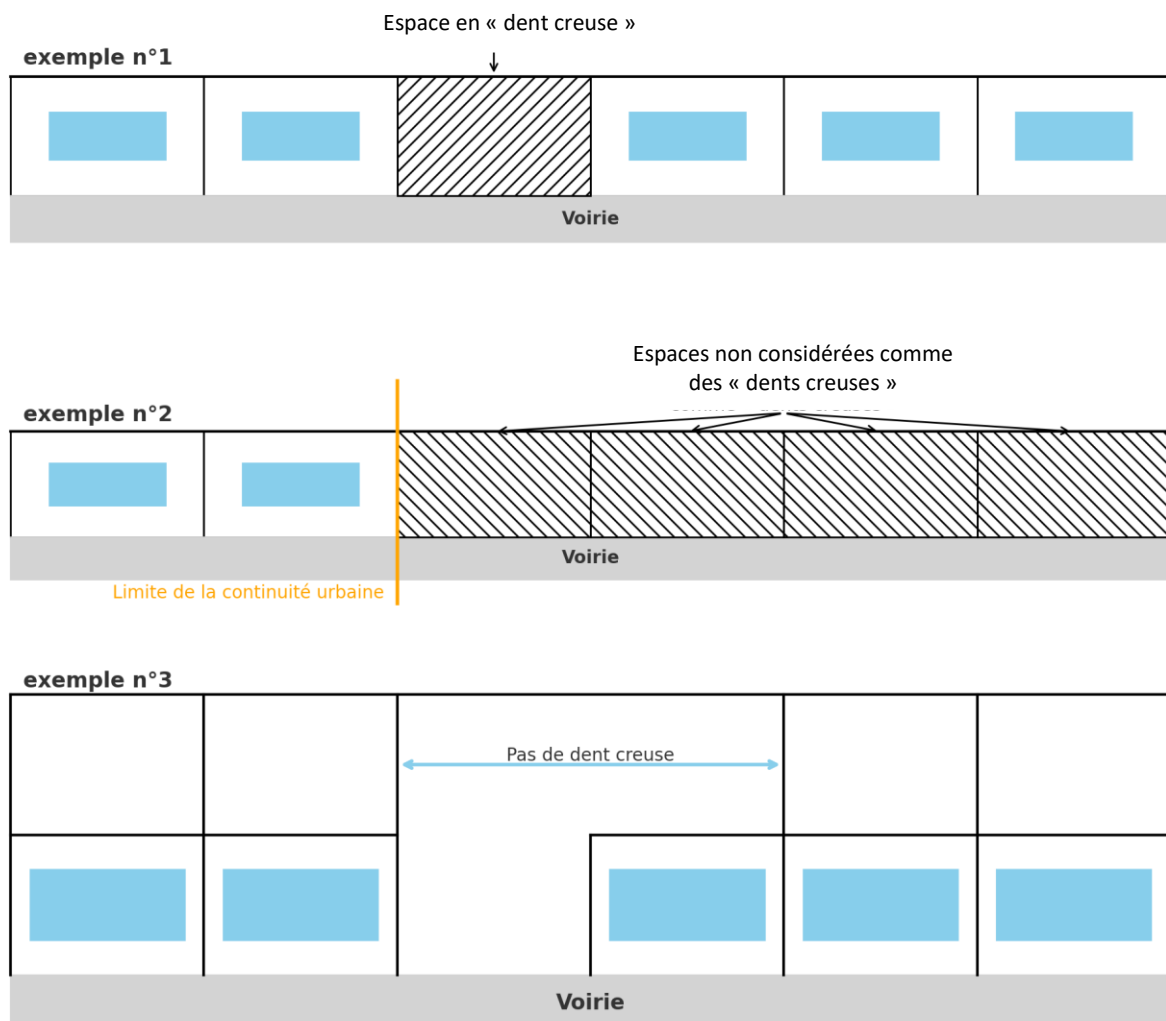 Espace en « dent creuse »
exemple n°1
Voirie
Espaces non considérées comme
des « dents creuses »
exemple n°2
Voirie
Limite de la continuité urbaine
exemple n°3
Pas de dent creuse
Voirie